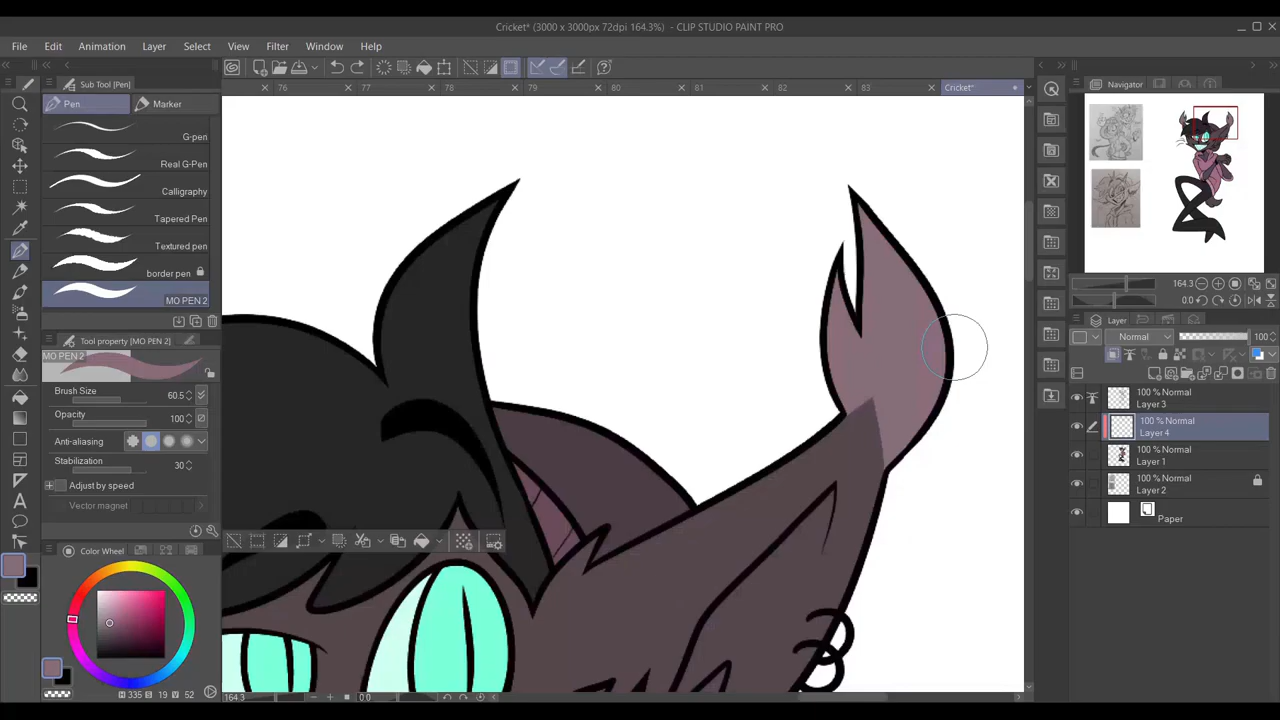 Cricket* (3000 x 3000px 72dpi 164.3%) - CLIP STUDIO PAINT PRO
File Edit Animation Layer Select View Filter Window Help
Sub Tool [Pen]
Pen Marker
G-pen
Real G-Pen
Calligraphy
Tapered Pen
Textured pen
border pen
MO PEN 2
Tool property [MO PEN 2]
MO PEN 2
Brush Size 60.5
Opacity 100
Anti-aliasing
Stabilization 30
Adjust by speed
Vector magnet
Color Wheel
335 S 19 V 52
76 77 78 79 80 81 82 83 Cricket*
164.3 0.0
Navigator
164.3
0.0
Layer
Normal 100
100 % Normal
Layer 3
100 % Normal
Layer 4
100 % Normal
Layer 1
100 % Normal
Layer 2
Paper